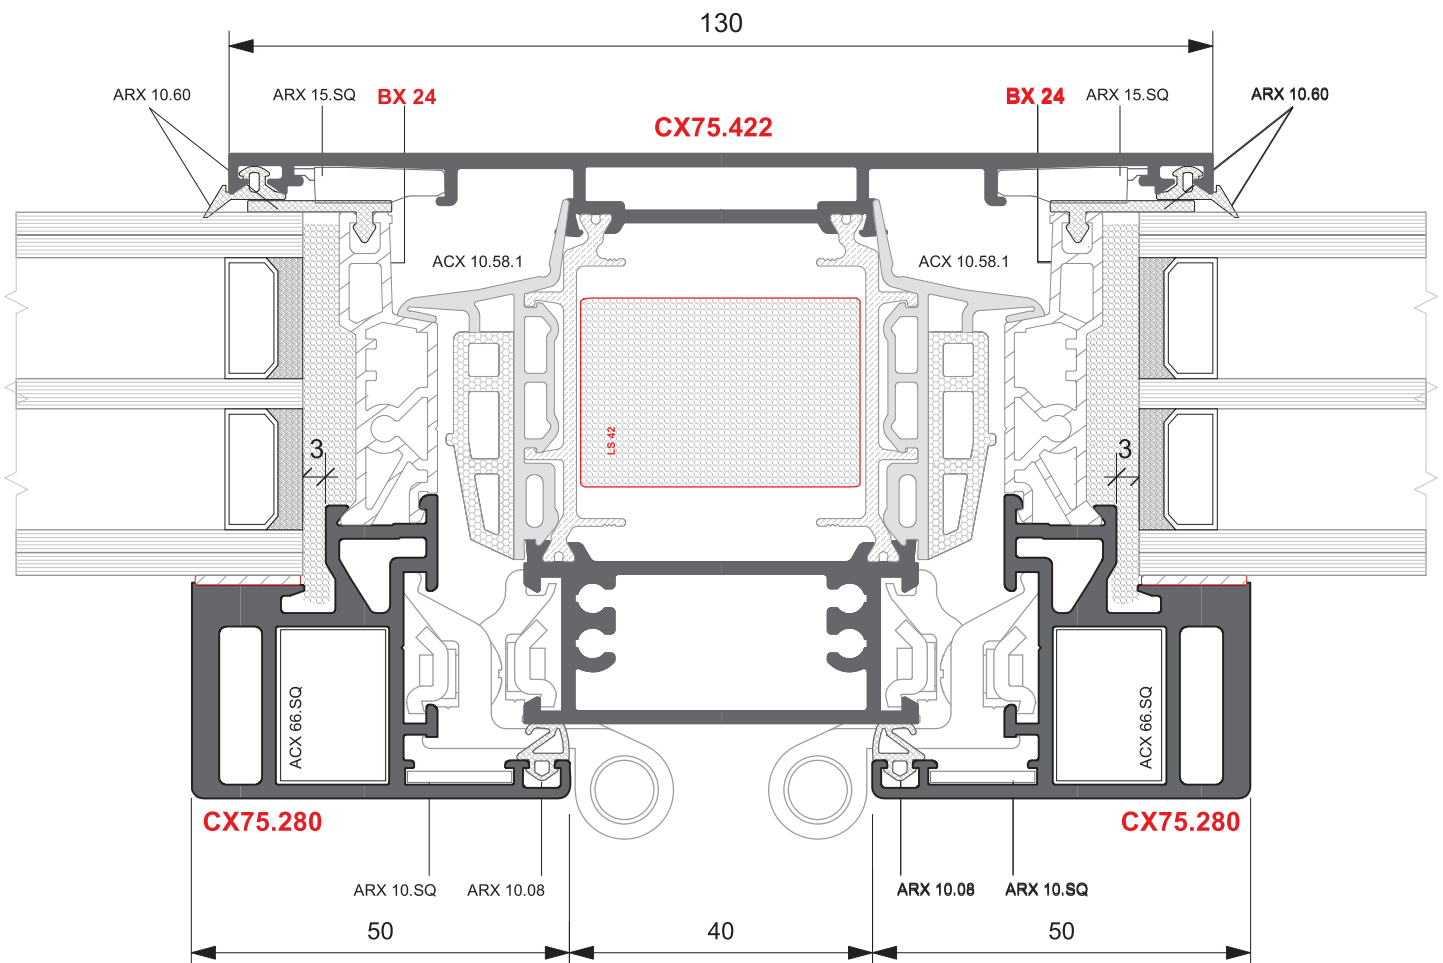 130
ARX 10.60
ARX 15.SQ
BX 24
BX 24
ARX 15.SQ
ARX 10.60
CX75.422
ACX 10.58.1
ACX 10.58.1
LS 42
3
3
ACX 66.SQ
ACX 66.SQ
CX75.280
CX75.280
ARX 10.SQ
ARX 10.08
ARX 10.08
ARX 10.SQ
50
40
50